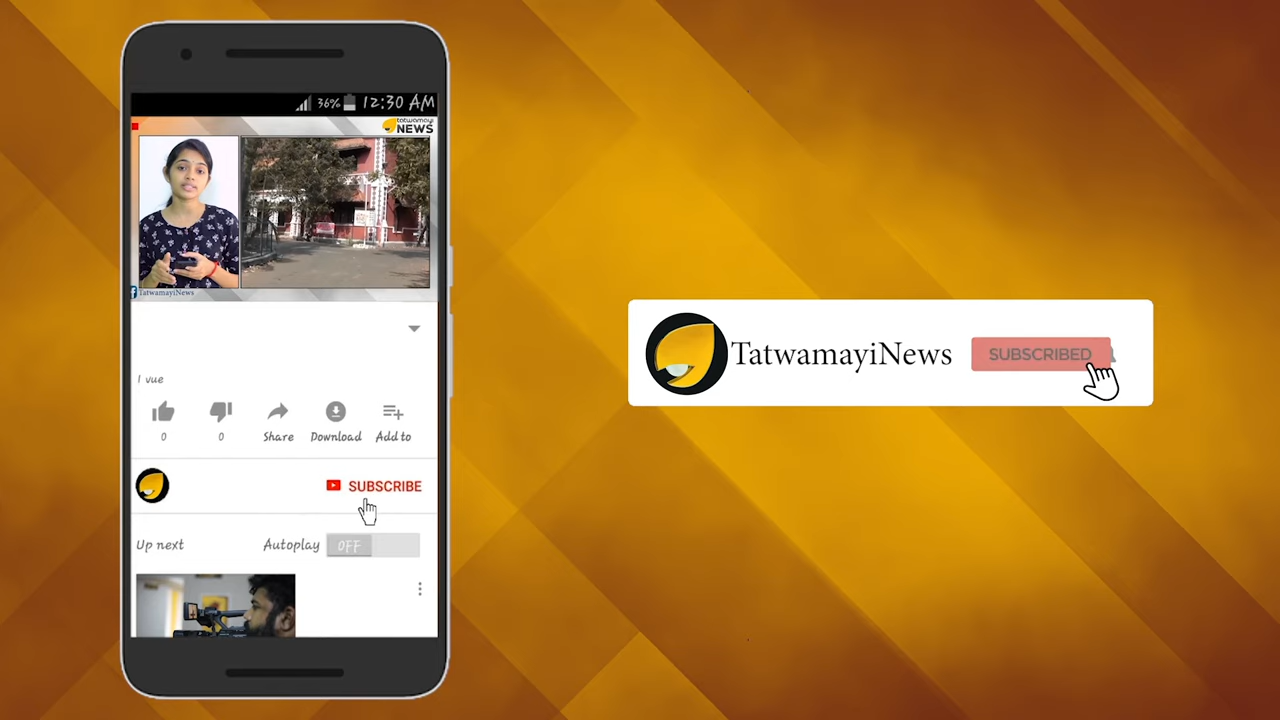 36% 12:30 AM
tatwamayi
NEWS
TatwamayiNews
1 vue
0
0
Share
Download
Add to
SUBSCRIBE
Up next
Autoplay
OFF
TatwamayiNews
SUBSCRIBED